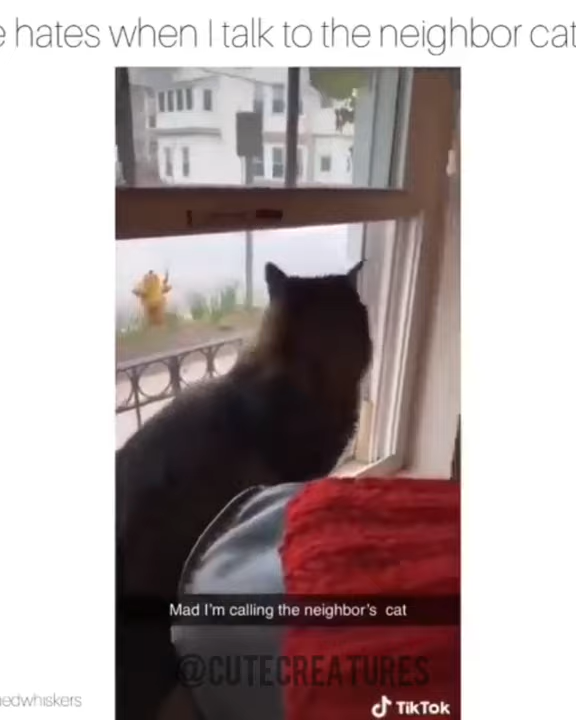 e hates when I talk to the neighbor cat
Mad I'm calling the neighbor's cat
@CUTECREATURES
edwhiskers
TikTok